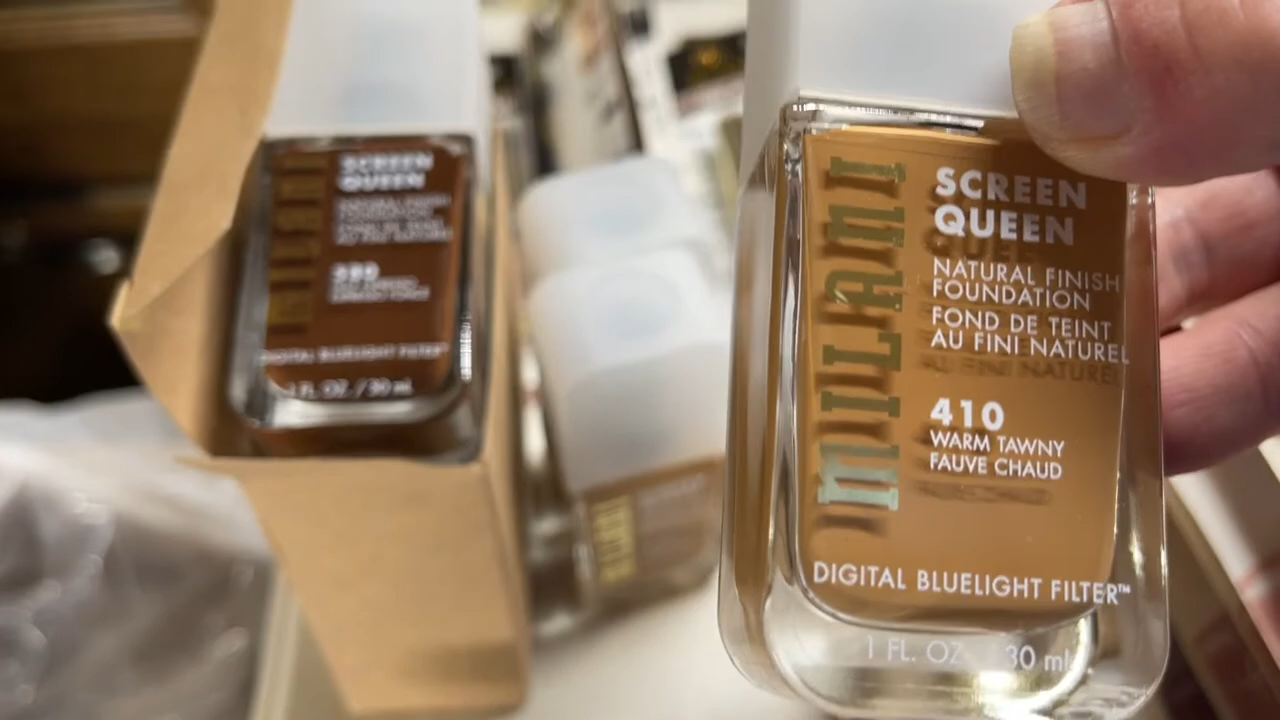 SCREEN
QUEEN
MILANI
DIGITAL BLUELIGHT FILTER
1 FL. OZ. / 30 mL
MILANI
SCREEN
QUEEN
NATURAL FINISH
FOUNDATION
FOND DE TEINT
AU FINI NATUREL
410
WARM TAWNY
FAUVE CHAUD
DIGITAL BLUELIGHT FILTER™
1 FL. OZ 30 mL